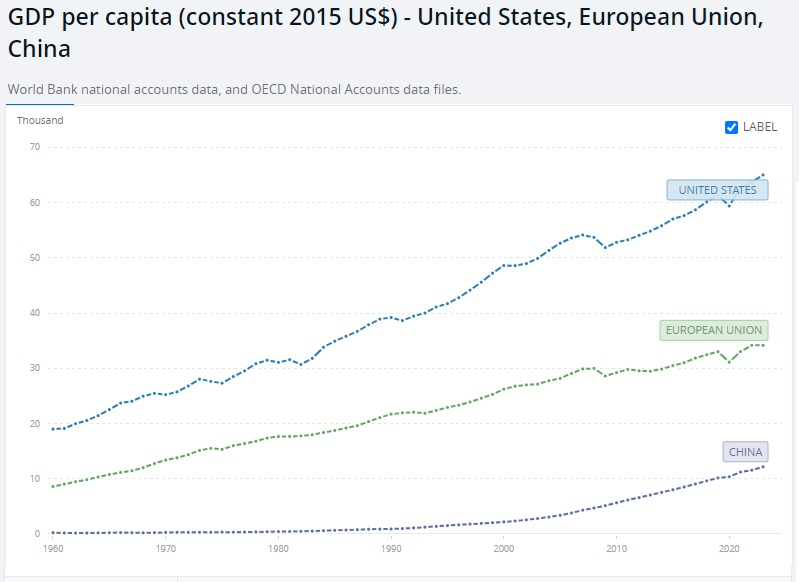 GDP per capita (constant 2015 US$) - United States, European Union,
China
World Bank national accounts data, and OECD National Accounts data files.
Thousand
LABEL
70
60
50
40
30
20
10
0
UNITED STATES
EUROPEAN UNION
CHINA
1960 1970 1980 1990 2000 2010 2020